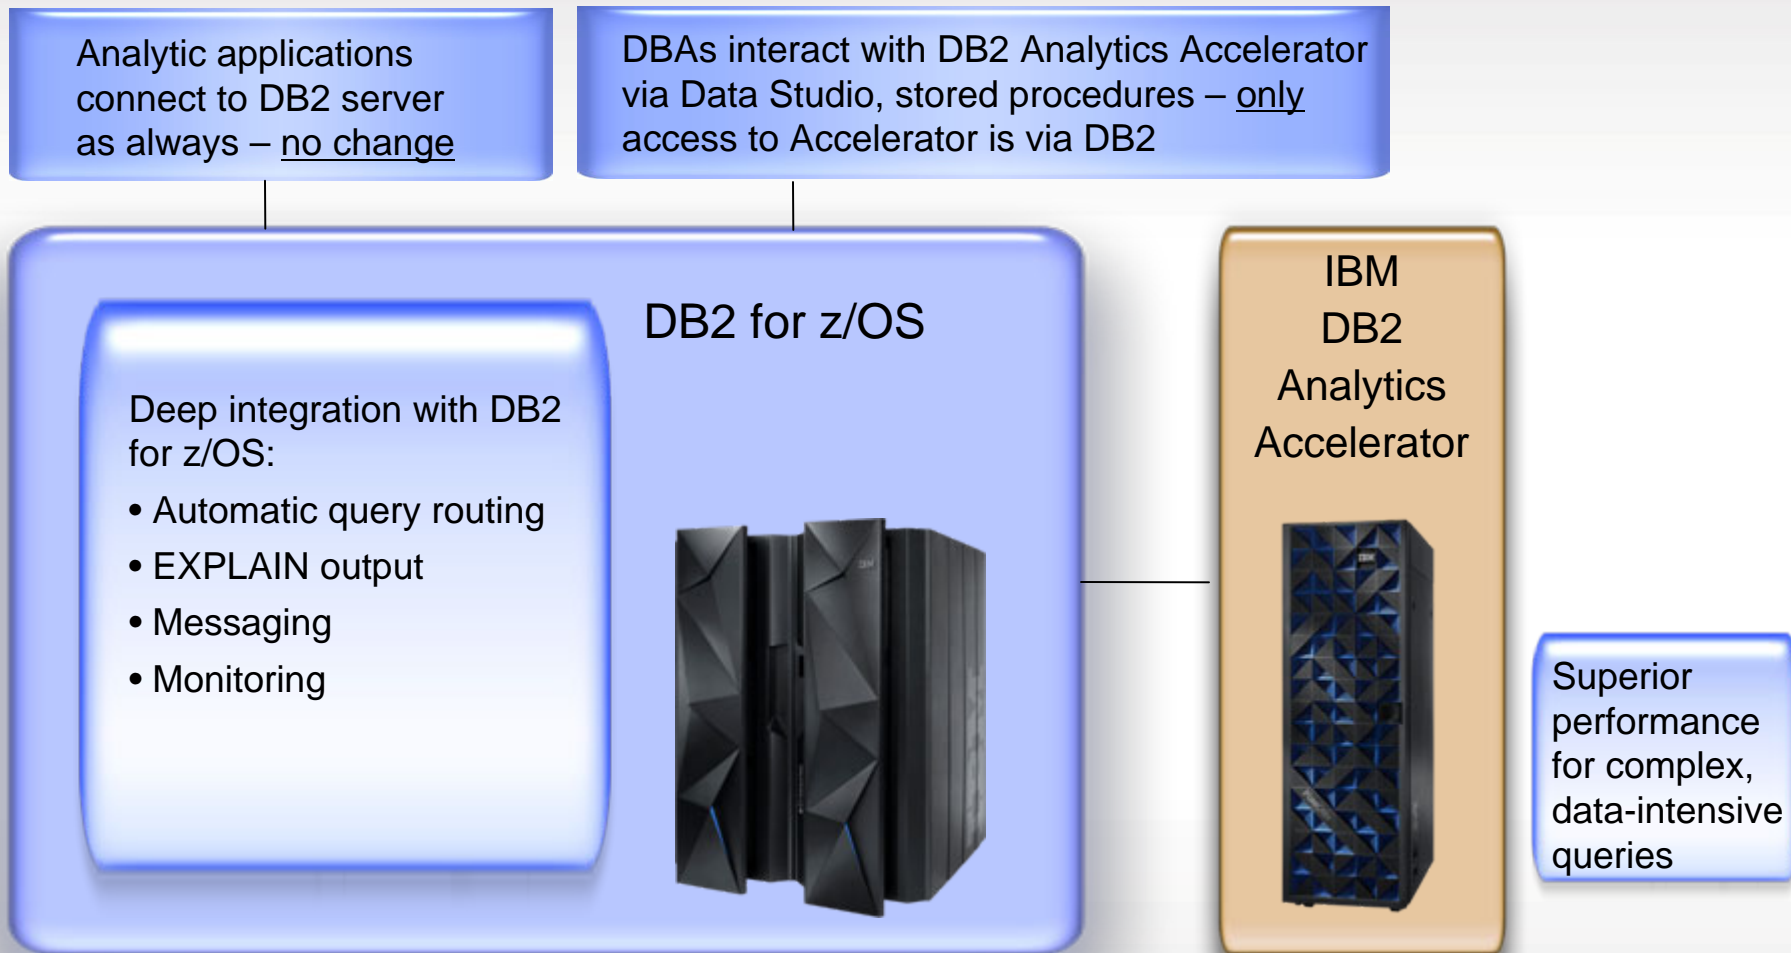 Analytic applications
connect to DB2 server
as always – no change
DBAs interact with DB2 Analytics Accelerator
via Data Studio, stored procedures – only
access to Accelerator is via DB2
DB2 for z/OS
Deep integration with DB2
for z/OS:
• Automatic query routing
• EXPLAIN output
• Messaging
• Monitoring
IBM
IBM
DB2
Analytics
Accelerator
IBM
Superior
performance
for complex,
data-intensive
queries